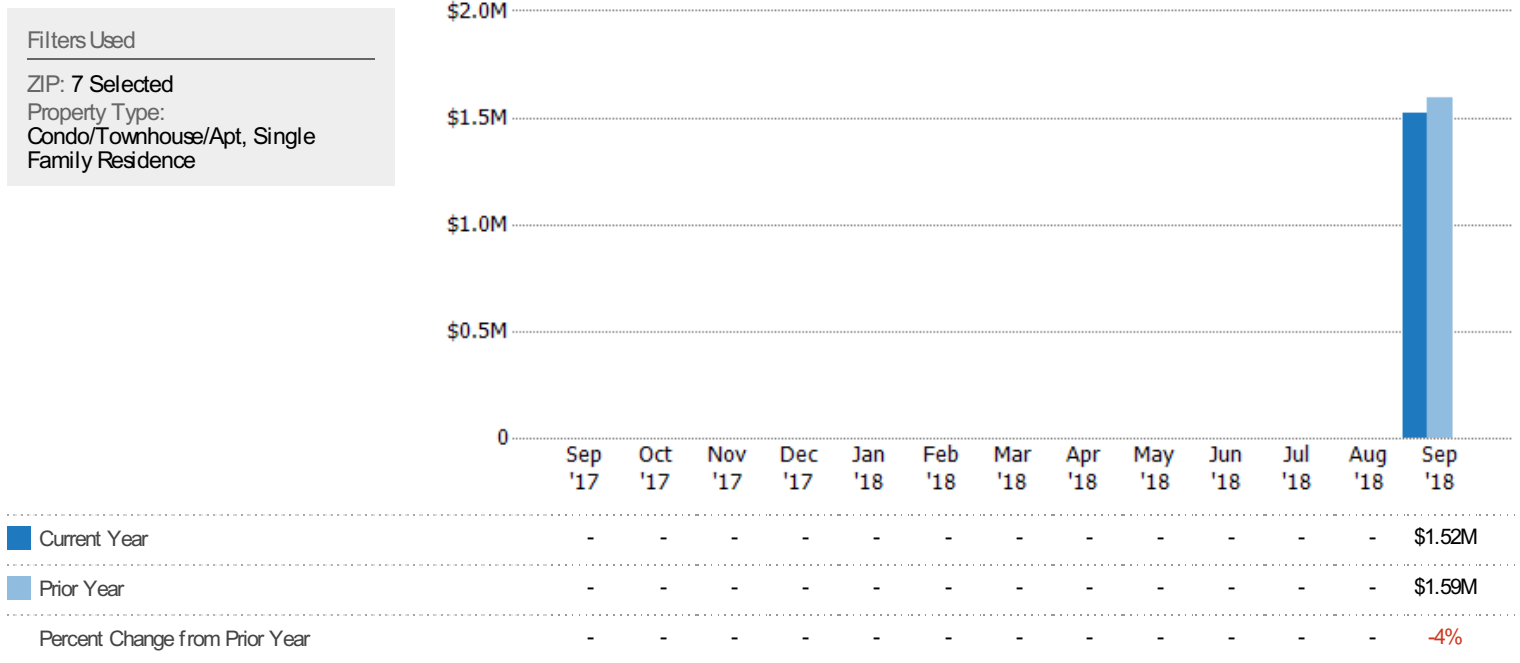 Filters Used
ZIP: 7 Selected
Property Type:
Condo/Townhouse/Apt, Single
Family Residence
$2.0M
$1.5M
$1.0M
$0.5M
0
Sep Oct Nov Dec Jan Feb Mar Apr May Jun Jul Aug Sep
'17 '17 '17 '17 '18 '18 '18 '18 '18 '18 '18 '18 '18
Current Year - - - - - - - - - - - - $1.52M
Prior Year - - - - - - - - - - - - $1.59M
Percent Change from Prior Year - - - - - - - - - - - - -4%